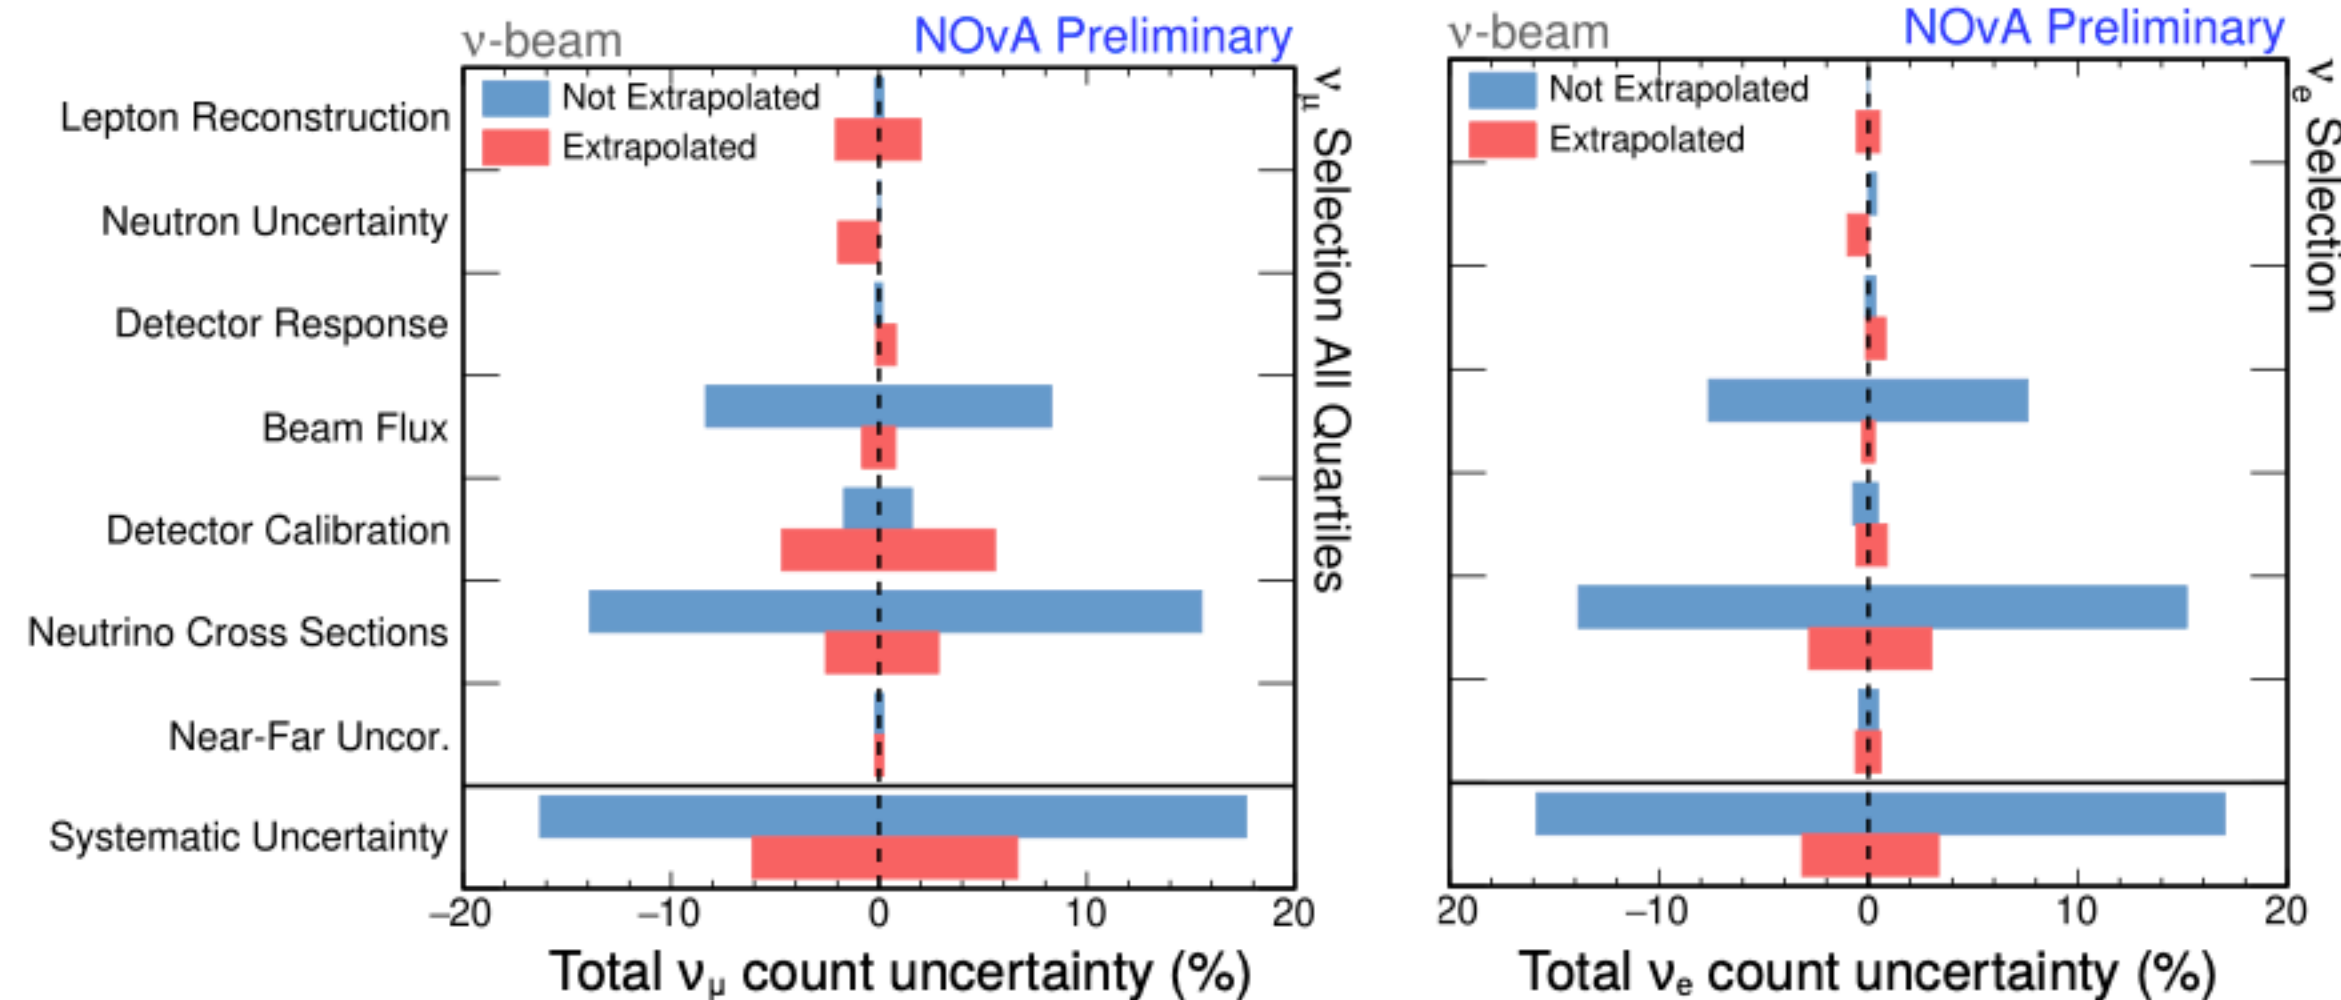 ν-beam NOvA Preliminary
Not Extrapolated
Extrapolated
Lepton Reconstruction
Neutron Uncertainty
Detector Response
Beam Flux
Detector Calibration
Neutrino Cross Sections
Near-Far Uncor.
Systematic Uncertainty
−20 −10 0 10 20
Total νμ count uncertainty (%)
νμ Selection All Quartiles
ν-beam NOvA Preliminary
Not Extrapolated
Extrapolated
20 −10 0 10 20
Total νe count uncertainty (%)
νe Selection